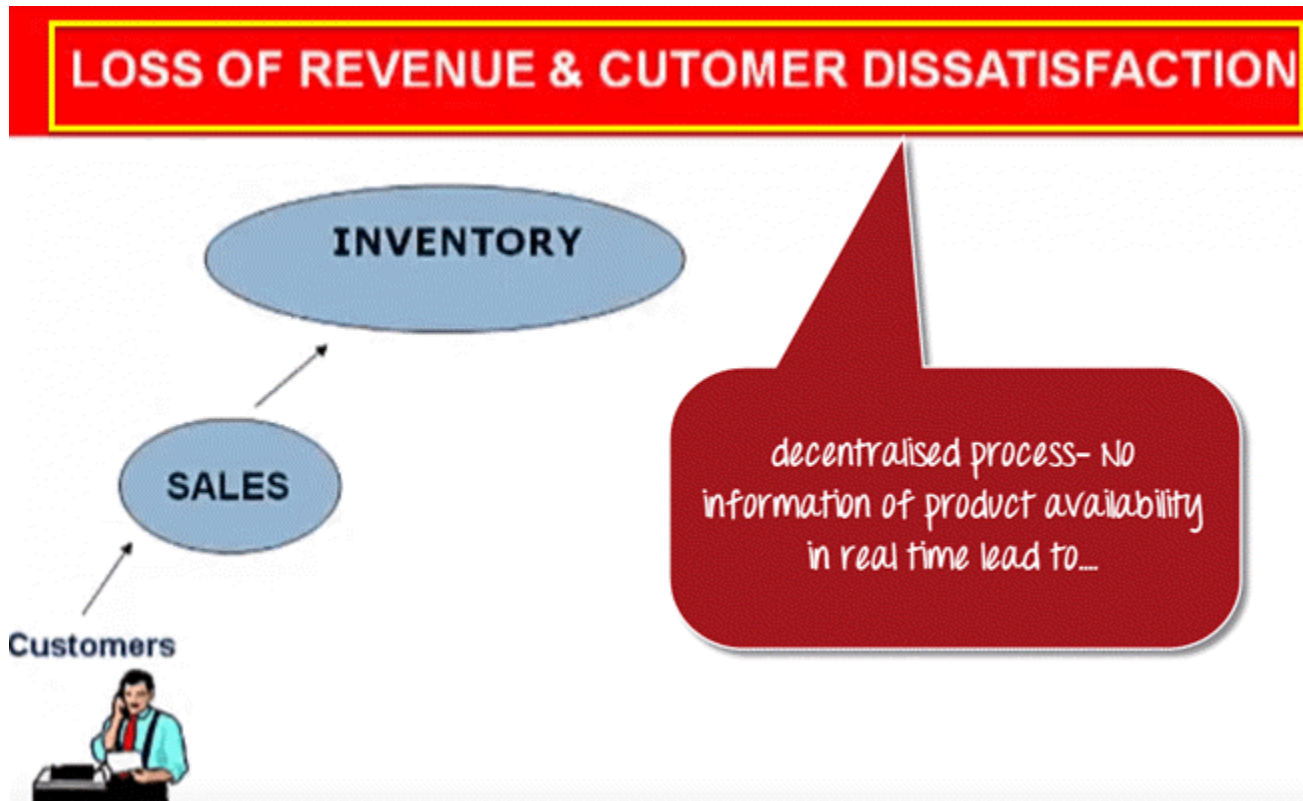 LOSS OF REVENUE & CUTOMER DISSATISFACTION
INVENTORY
SALES
Customers
decentralised process- No
information of product availability
in real time lead to....